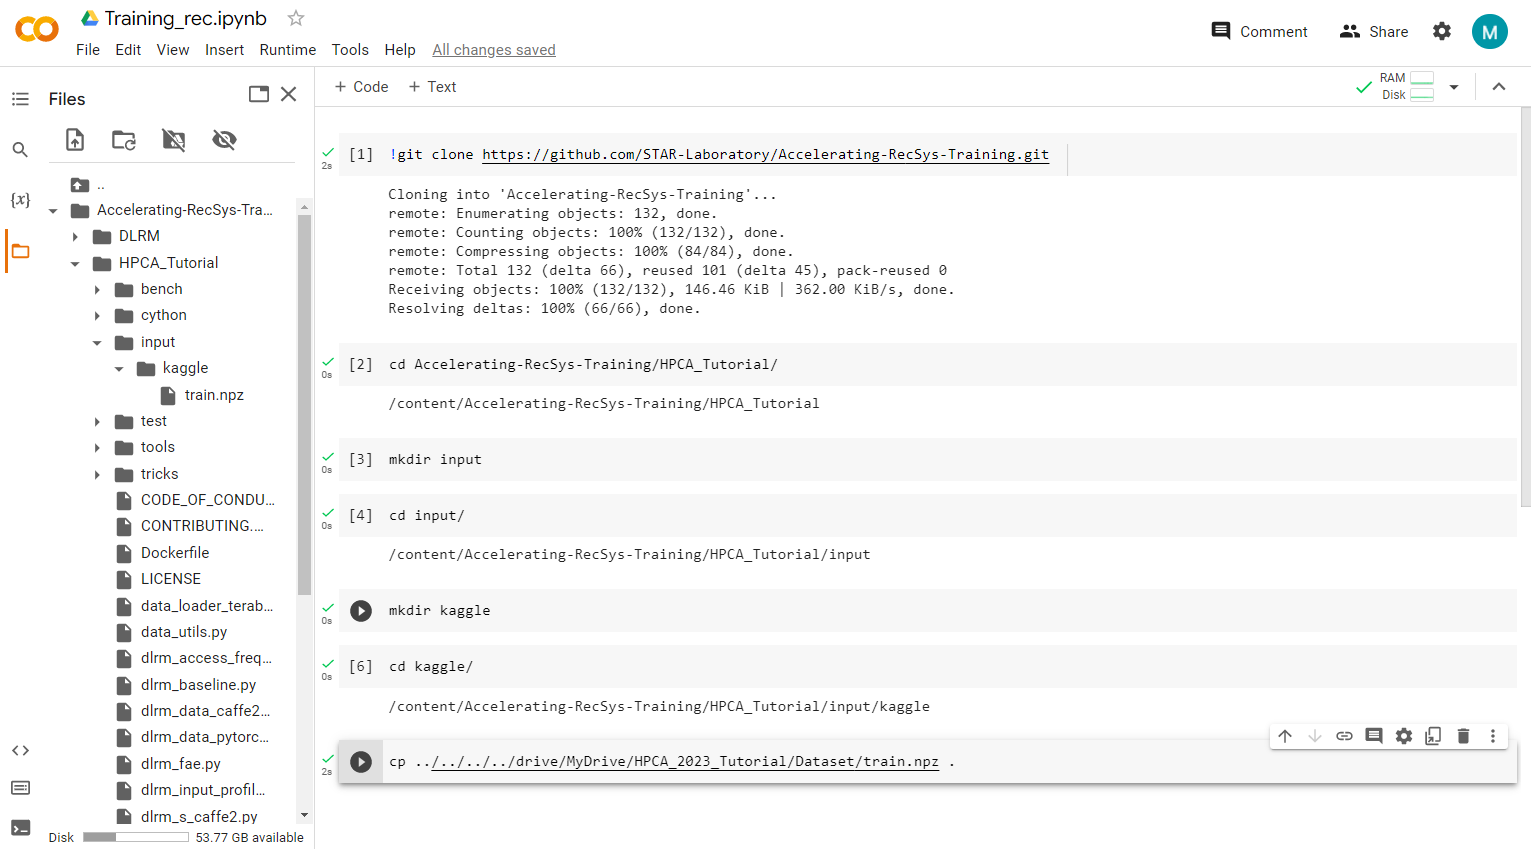 Training_rec.ipynb
File Edit View Insert Runtime Tools Help All changes saved
Comment
Share
M
Files
{x}
..
Accelerating-RecSys-Tra...
DLRM
HPCA_Tutorial
bench
cython
input
kaggle
train.npz
test
tools
tricks
CODE_OF_CONDU...
CONTRIBUTING....
Dockerfile
LICENSE
data_loader_terab...
data_utils.py
dlrm_access_freq...
dlrm_baseline.py
dlrm_data_caffe2...
dlrm_data_pytorc...
dlrm_fae.py
dlrm_input_profil...
dlrm_s_caffe2.py
Disk 53.77 GB available
+ Code + Text
RAM
Disk
2s
[1] !git clone https://github.com/STAR-Laboratory/Accelerating-RecSys-Training.git
Cloning into 'Accelerating-RecSys-Training'...
remote: Enumerating objects: 132, done.
remote: Counting objects: 100% (132/132), done.
remote: Compressing objects: 100% (84/84), done.
remote: Total 132 (delta 66), reused 101 (delta 45), pack-reused 0
Receiving objects: 100% (132/132), 146.46 KiB | 362.00 KiB/s, done.
Resolving deltas: 100% (66/66), done.
0s
[2] cd Accelerating-RecSys-Training/HPCA_Tutorial/
/content/Accelerating-RecSys-Training/HPCA_Tutorial
0s
[3] mkdir input
0s
[4] cd input/
/content/Accelerating-RecSys-Training/HPCA_Tutorial/input
0s
mkdir kaggle
0s
[6] cd kaggle/
/content/Accelerating-RecSys-Training/HPCA_Tutorial/input/kaggle
2s
cp ../../../../drive/MyDrive/HPCA_2023_Tutorial/Dataset/train.npz .